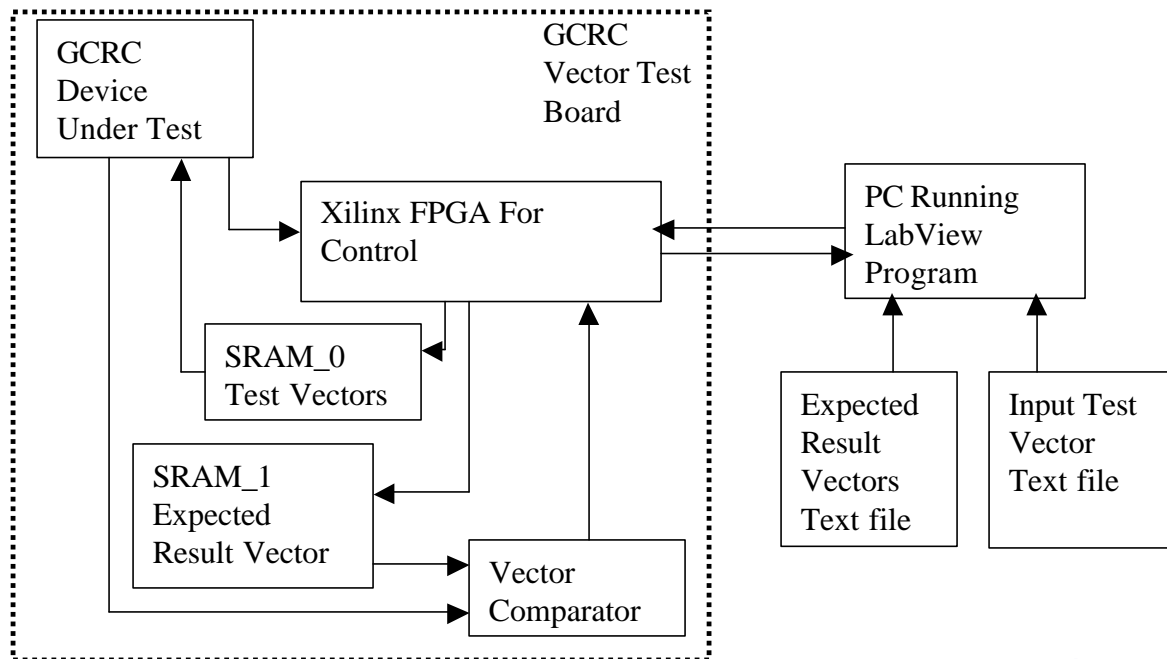 GCRC
Device
Under Test
GCRC
Vector Test
Board
Xilinx FPGA For
Control
PC Running
LabView
Program
SRAM_0
Test Vectors
Expected
Result
Vectors
Text file
Input Test
Vector
Text file
SRAM_1
Expected
Result Vector
Vector
Comparator